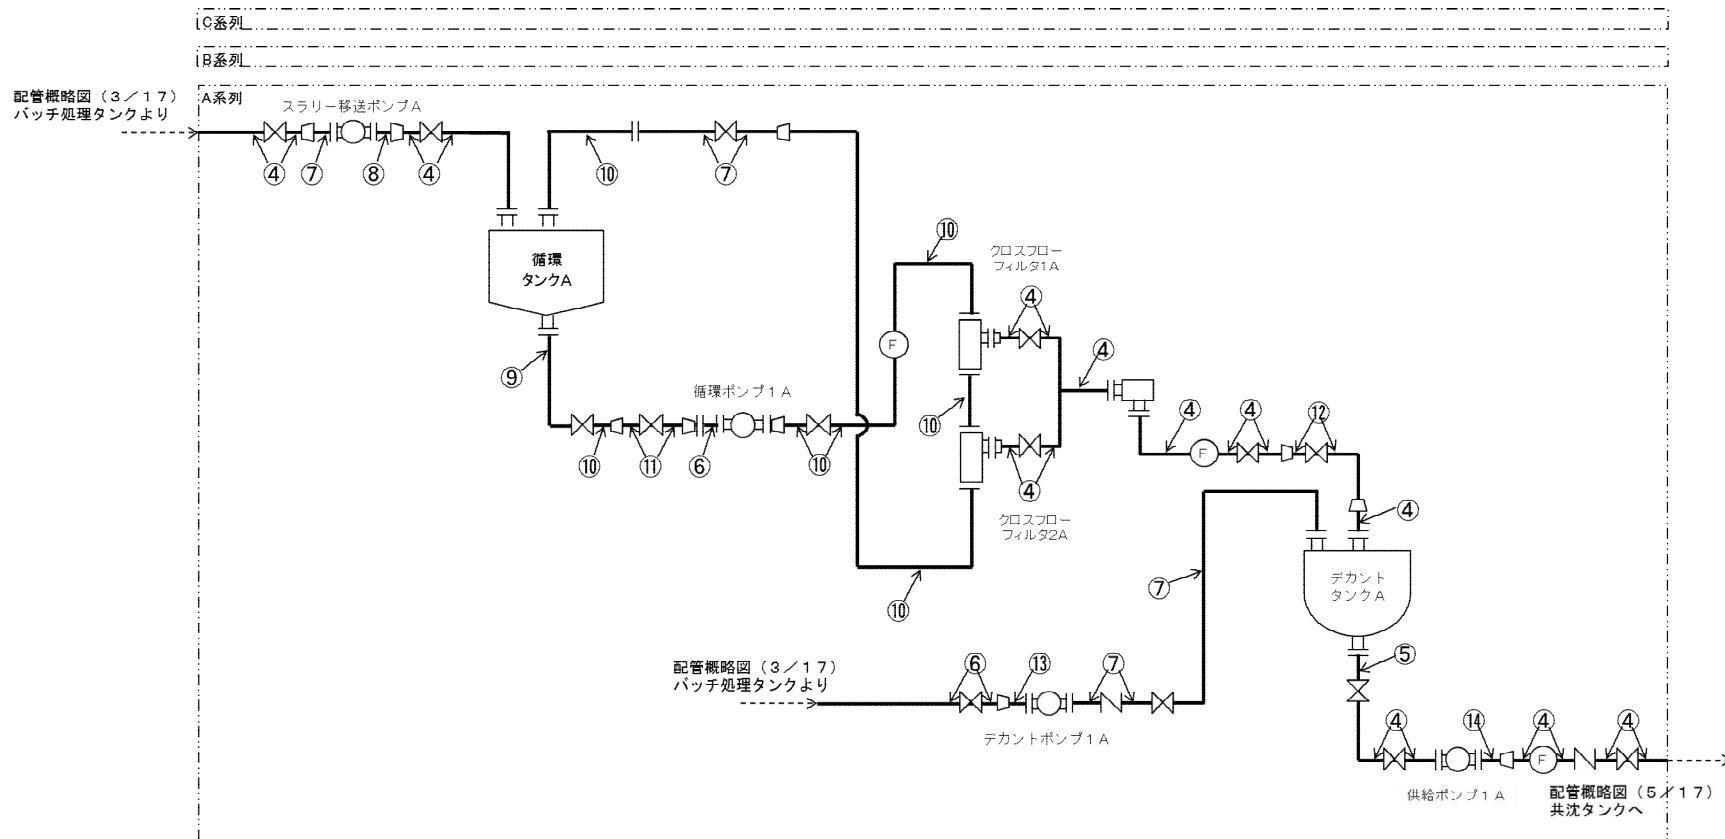 C系列
B系列
A系列
配管概略図（3／17）
バッチ処理タンクより
スラリー移送ポンプA
④
⑦
⑧
④
⑩
⑦
循環
タンクA
⑩
クロスフロー
フィルタ1A
④
⑨
循環ポンプ1A
F
④
⑩
⑩
⑪
⑥
⑩
④
④
④
⑫
F
クロスフロー
フィルタ2A
④
⑩
⑦
デカント
タンクA
配管概略図（3／17）
バッチ処理タンクより
⑥
⑬
⑦
⑤
デカントポンプ1A
④
⑭
④
④
F
供給ポンプ1A
配管概略図（5／17）
共沈タンクへ